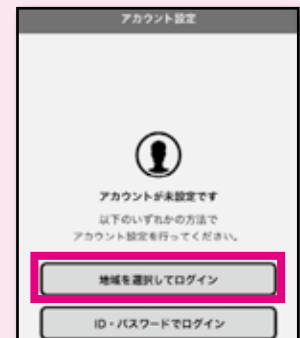 アカウント設定
アカウントが未設定です
以下のいずれかの方法で
アカウント設定を行ってください。
地域を選択してログイン
ID・パスワードでログイン